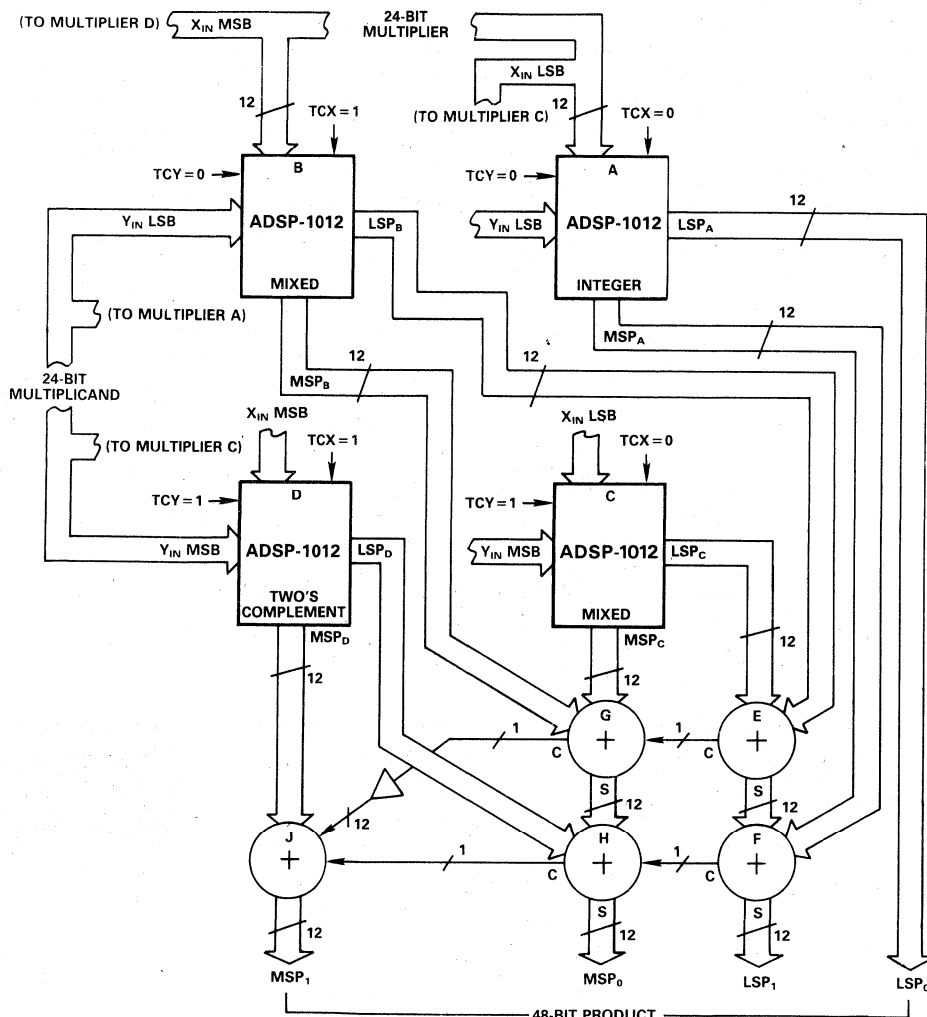 (TO MULTIPLIER D)
X_IN MSB
24-BIT
MULTIPLIER
X_IN LSB
(TO MULTIPLIER C)
12
TCX = 1
12
TCX = 0
TCY = 0
B
ADSP-1012
MIXED
Y_IN LSB
LSP_B
TCY = 0
A
ADSP-1012
INTEGER
Y_IN LSB
LSP_A
12
(TO MULTIPLIER A)
12
MSP_B
12
MSP_A
12
24-BIT
MULTIPLICAND
(TO MULTIPLIER C)
X_IN MSB
TCX = 1
X_IN LSB
TCX = 0
TCY = 1
D
ADSP-1012
TWO'S
COMPLEMENT
Y_IN MSB
LSP_D
TCY = 1
C
ADSP-1012
MIXED
Y_IN MSB
LSP_C
MSP_D
12
MSP_C
12
12
G
+
C
1
E
+
C
1
S
12
S
12
12
J
+
H
+
C
1
F
+
C
1
12
S
12
S
12
MSP_1
MSP_0
LSP_1
LSP_0
48-BIT PRODUCT